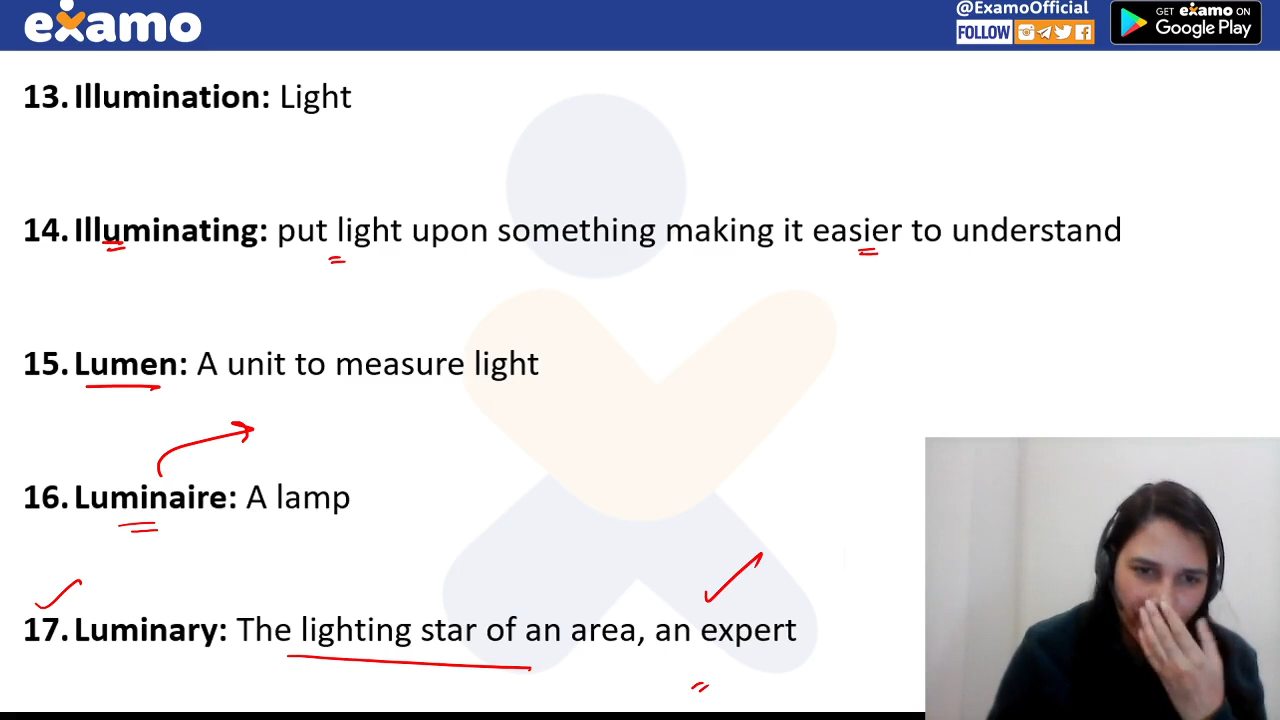 examo
@ExamoOfficial
FOLLOW
GET examo ON
Google Play
13. Illumination: Light
14. Illuminating: put light upon something making it easier to understand
15. Lumen: A unit to measure light
16. Luminaire: A lamp
17. Luminary: The lighting star of an area, an expert